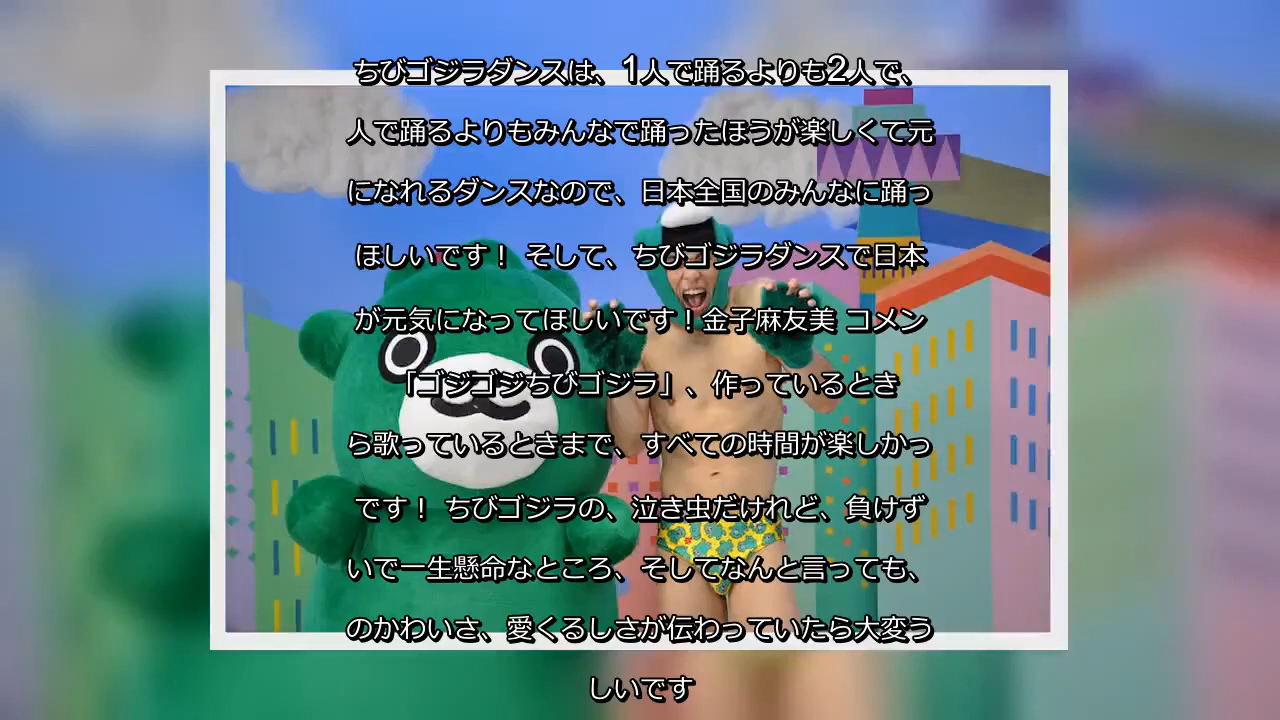 ちびゴジラダンスは、1人で踊るよりも2人で、
人で踊るよりもみんなで踊ったほうが楽しくて元
になれるダンスなので、日本全国のみんなに踊っ
ほしいです！ そして、ちびゴジラダンスで日本
が元気になってほしいです！金子麻友美 コメン
「ゴジゴジちびゴジラ」、作っているとき
ら歌っているときまで、すべての時間が楽しかっ
です！ ちびゴジラの、泣き虫だけれど、負けず
いで一生懸命なところ、そしてなんと言っても、
のかわいさ、愛くるしさが伝わっていたら大変う
しいです